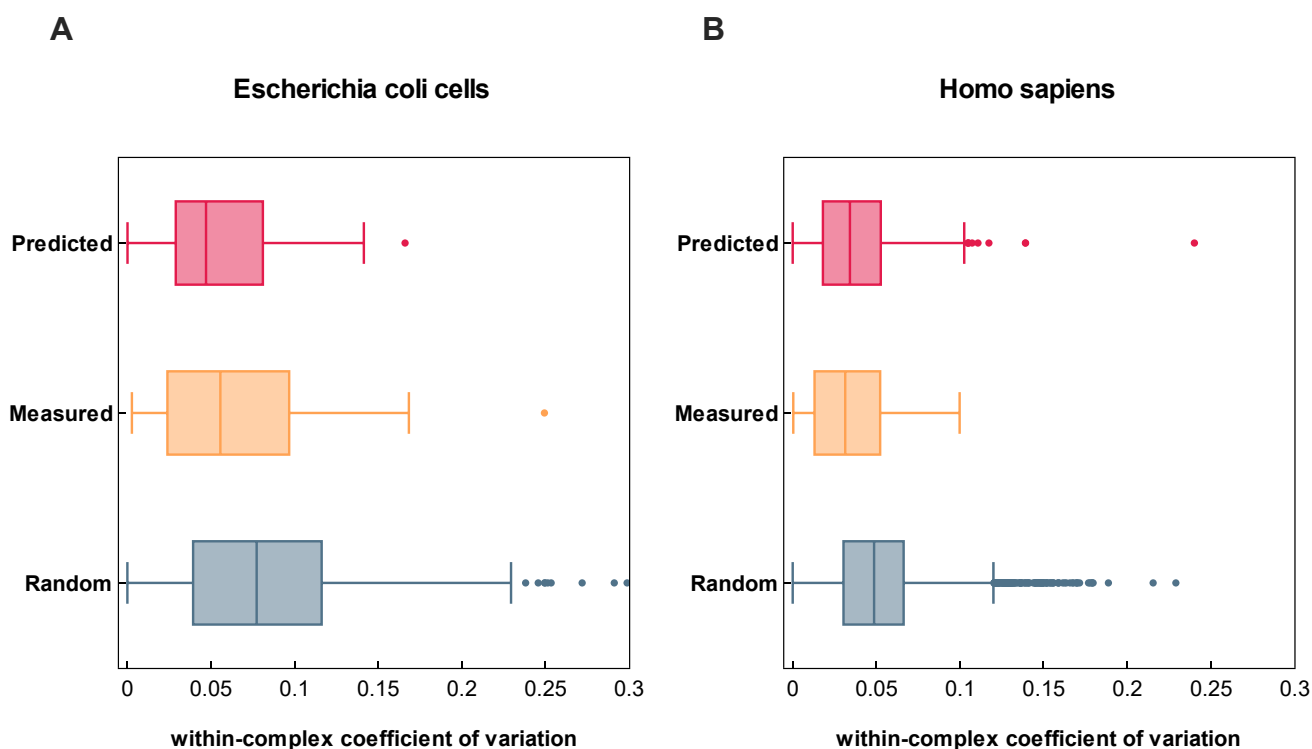 A
Escherichia coli cells
Predicted
Measured
Random
0 0.05 0.1 0.15 0.2 0.25 0.3
within-complex coefficient of variation
B
Homo sapiens
Predicted
Measured
Random
0 0.05 0.1 0.15 0.2 0.25 0.3
within-complex coefficient of variation